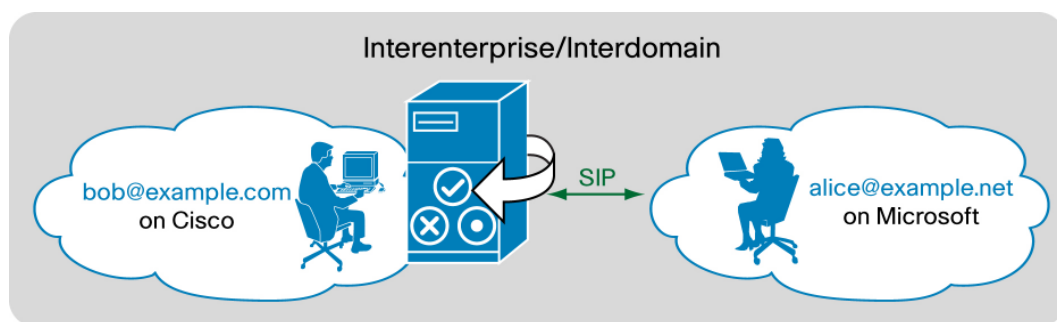 Interenterprise/Interdomain
bob@example.com
on Cisco
SIP
alice@example.net
on Microsoft